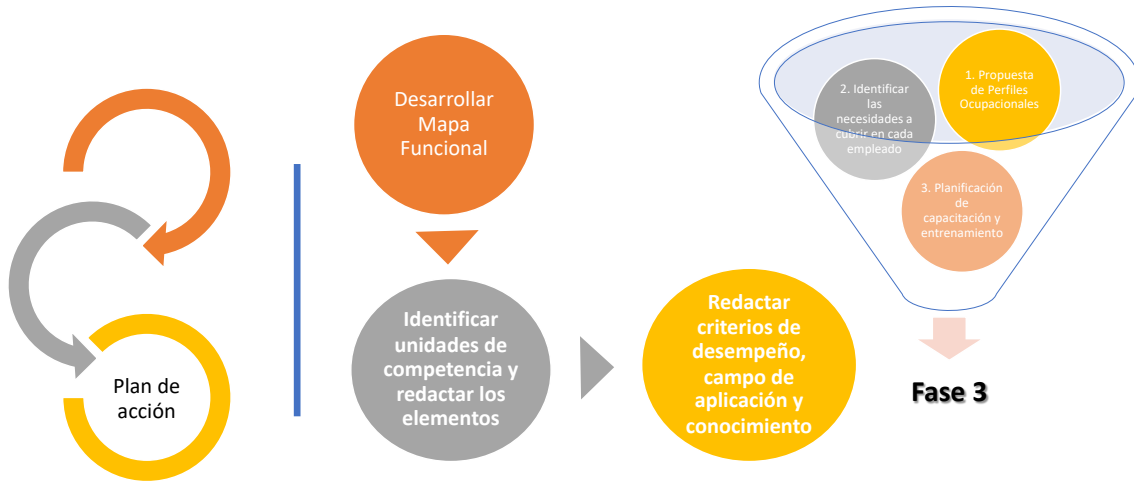 Plan de
acción
Desarrollar
Mapa
Funcional
Identificar
unidades de
competencia y
redactar los
elementos
Redactar
criterios de
desempeño,
campo de
aplicación y
conocimiento
1. Propuesta
de Perfiles
Ocupacionales
2. Identificar
las
necesidades a
cubrir en cada
empleado
3. Planificación
de
capacitación y
entrenamiento
Fase 3